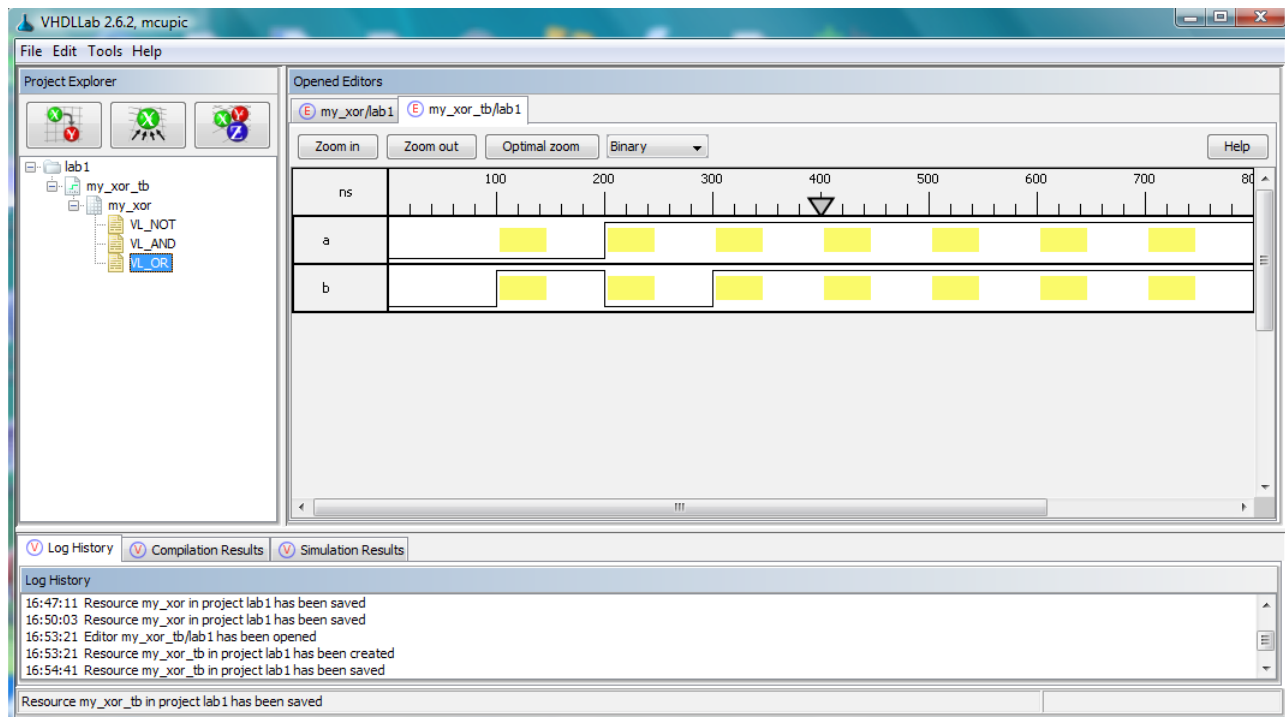 VHDLLab 2.6.2, mcupic
File Edit Tools Help
Project Explorer
X Y
X
X Y Z
lab1
my_xor_tb
my_xor
VL_NOT
VL_AND
VL_OR
Opened Editors
E my_xor/lab1 E my_xor_tb/lab1
Zoom in Zoom out Optimal zoom Binary Help
ns 100 200 300 400 500 600 700 80
a
b
V Log History V Compilation Results V Simulation Results
Log History
16:47:11 Resource my_xor in project lab1 has been saved
16:50:03 Resource my_xor in project lab1 has been saved
16:53:21 Editor my_xor_tb/lab1 has been opened
16:53:21 Resource my_xor_tb in project lab1 has been created
16:54:41 Resource my_xor_tb in project lab1 has been saved
Resource my_xor_tb in project lab1 has been saved